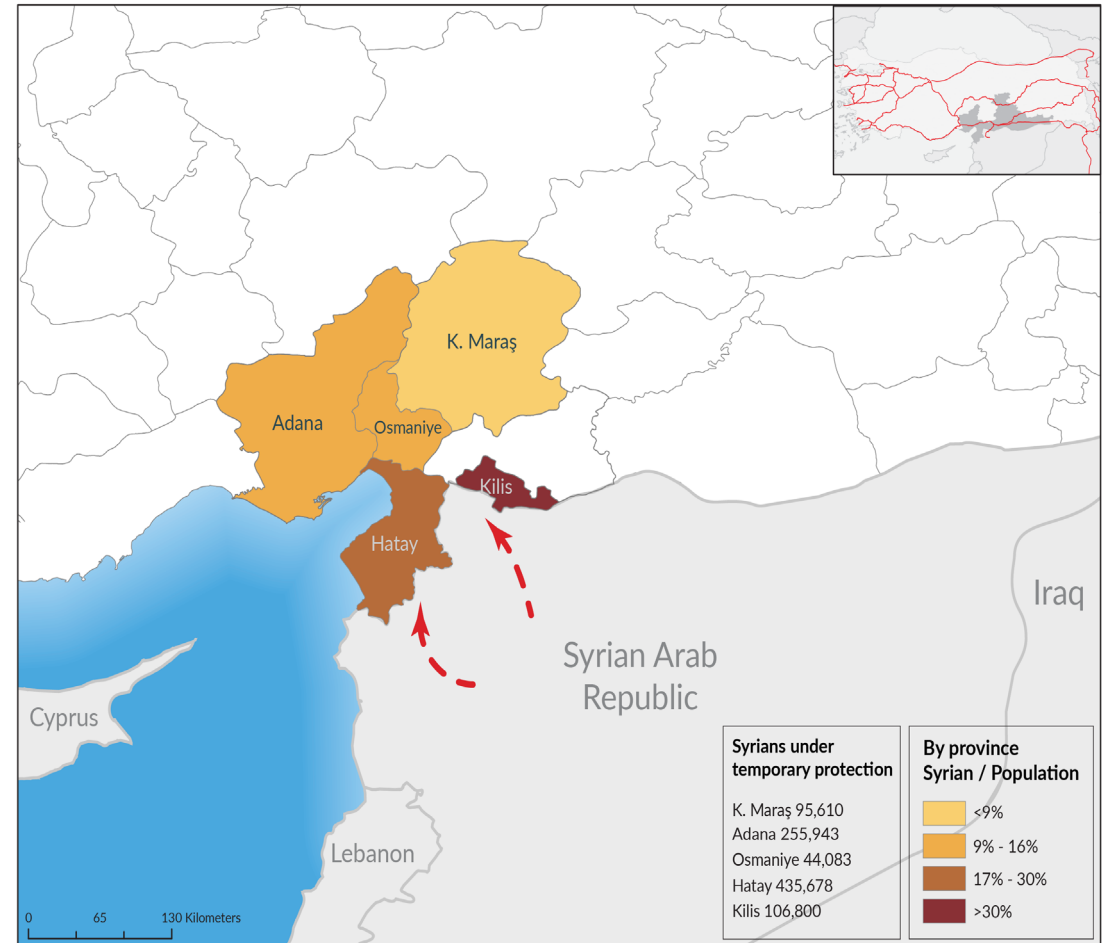 K. Maraş
Adana
Osmaniye
Kilis
Hatay
Iraq
Syrian Arab
Republic
Cyprus
Lebanon
Syrians under
temporary protection
K. Maraş 95,610
Adana 255,943
Osmaniye 44,083
Hatay 435,678
Kilis 106,800
By province
Syrian / Population
<9%
9% - 16%
17% - 30%
>30%
0 65 130 Kilometers